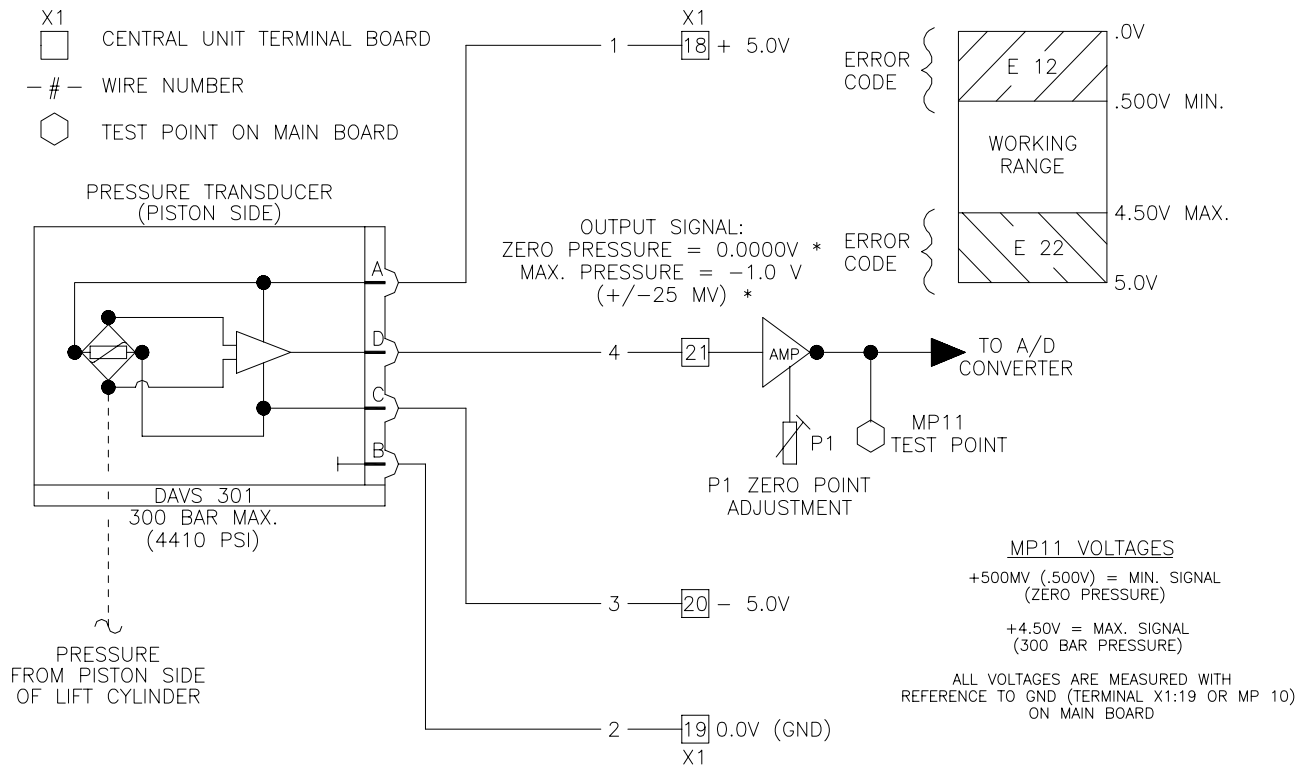 X1
CENTRAL UNIT TERMINAL BOARD
-#- WIRE NUMBER
TEST POINT ON MAIN BOARD
PRESSURE TRANSDUCER
(PISTON SIDE)
A
D
C
B
DAVS 301
300 BAR MAX.
(4410 PSI)
PRESSURE
FROM PISTON SIDE
OF LIFT CYLINDER
X1
1 18 + 5.0V
OUTPUT SIGNAL:
ZERO PRESSURE = 0.0000V *
MAX. PRESSURE = -1.0 V
(+/-25 MV) *
4 21
AMP
TO A/D
CONVERTER
P1
MP11
TEST POINT
P1 ZERO POINT
ADJUSTMENT
3 20 - 5.0V
2 19 0.0V (GND)
X1
ERROR
CODE
E 12
.0V
.500V MIN.
WORKING
RANGE
4.50V MAX.
ERROR
CODE
E 22
5.0V
MP11 VOLTAGES
+500MV (.500V) = MIN. SIGNAL
(ZERO PRESSURE)
+4.50V = MAX. SIGNAL
(300 BAR PRESSURE)
ALL VOLTAGES ARE MEASURED WITH
REFERENCE TO GND (TERMINAL X1:19 OR MP 10)
ON MAIN BOARD